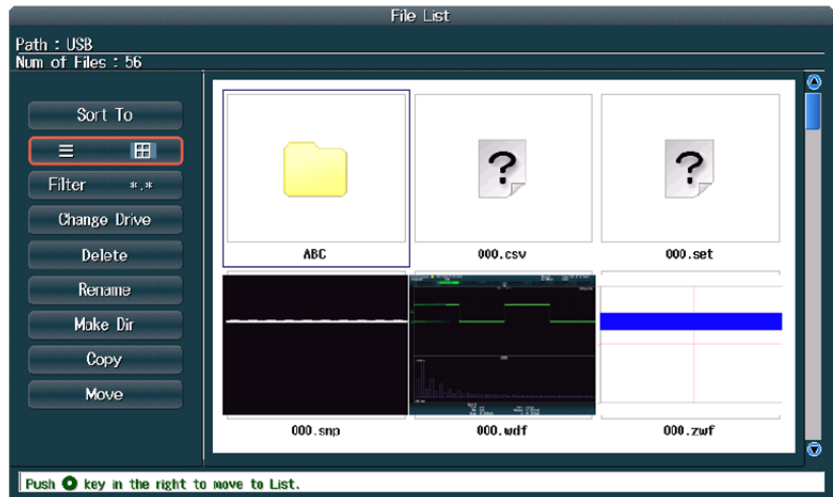 File List
Path : USB
Num of Files : 56
Sort To
Filter *.*
Change Drive
Delete
Rename
Make Dir
Copy
Move
ABC
000.csv
000.set
000.snp
000.wdf
000.zwf
Push key in the right to move to List.